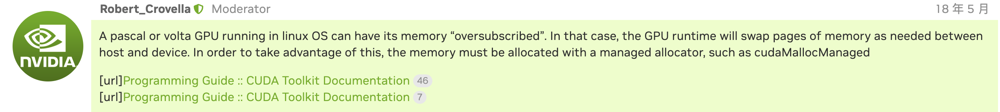 Robert_Crovella Moderator 18 年 5 月
nVIDIA.
A pascal or volta GPU running in linux OS can have its memory “oversubscribed”. In that case, the GPU runtime will swap pages of memory as needed between
host and device. In order to take advantage of this, the memory must be allocated with a managed allocator, such as cudaMallocManaged
[url]Programming Guide :: CUDA Toolkit Documentation 46
[url]Programming Guide :: CUDA Toolkit Documentation 7